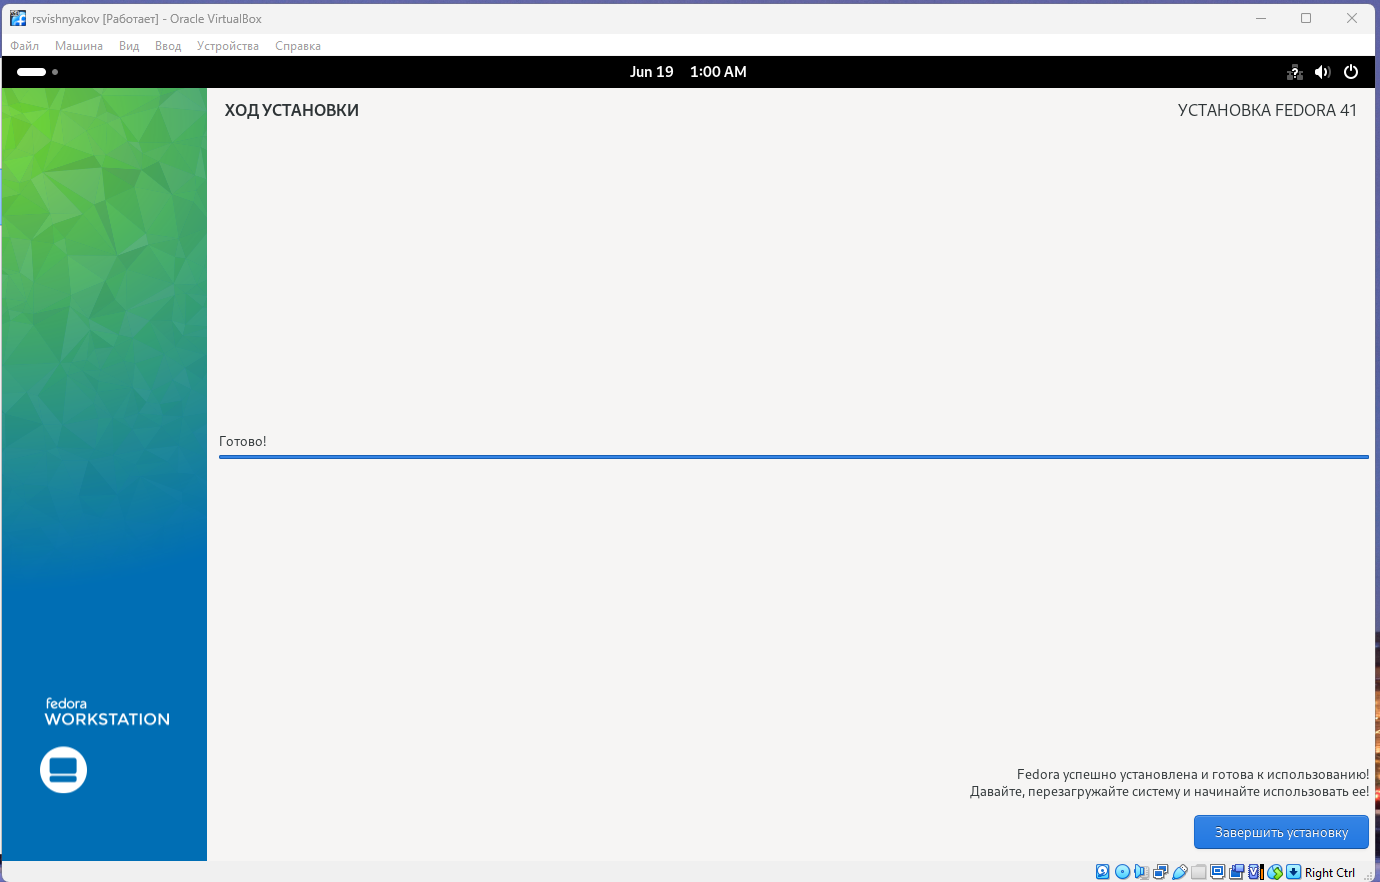 rsvishnyakov [Работает] - Oracle VirtualBox
Файл Машина Вид Ввод Устройства Справка
Jun 19 1:00 AM
ХОД УСТАНОВКИ
УСТАНОВКА FEDORA 41
Готово!
fedora
WORKSTATION
Fedora успешно установлена и готова к использованию!
Давайте, перезагружайте систему и начинайте использовать ее!
Завершить установку
Right Ctrl